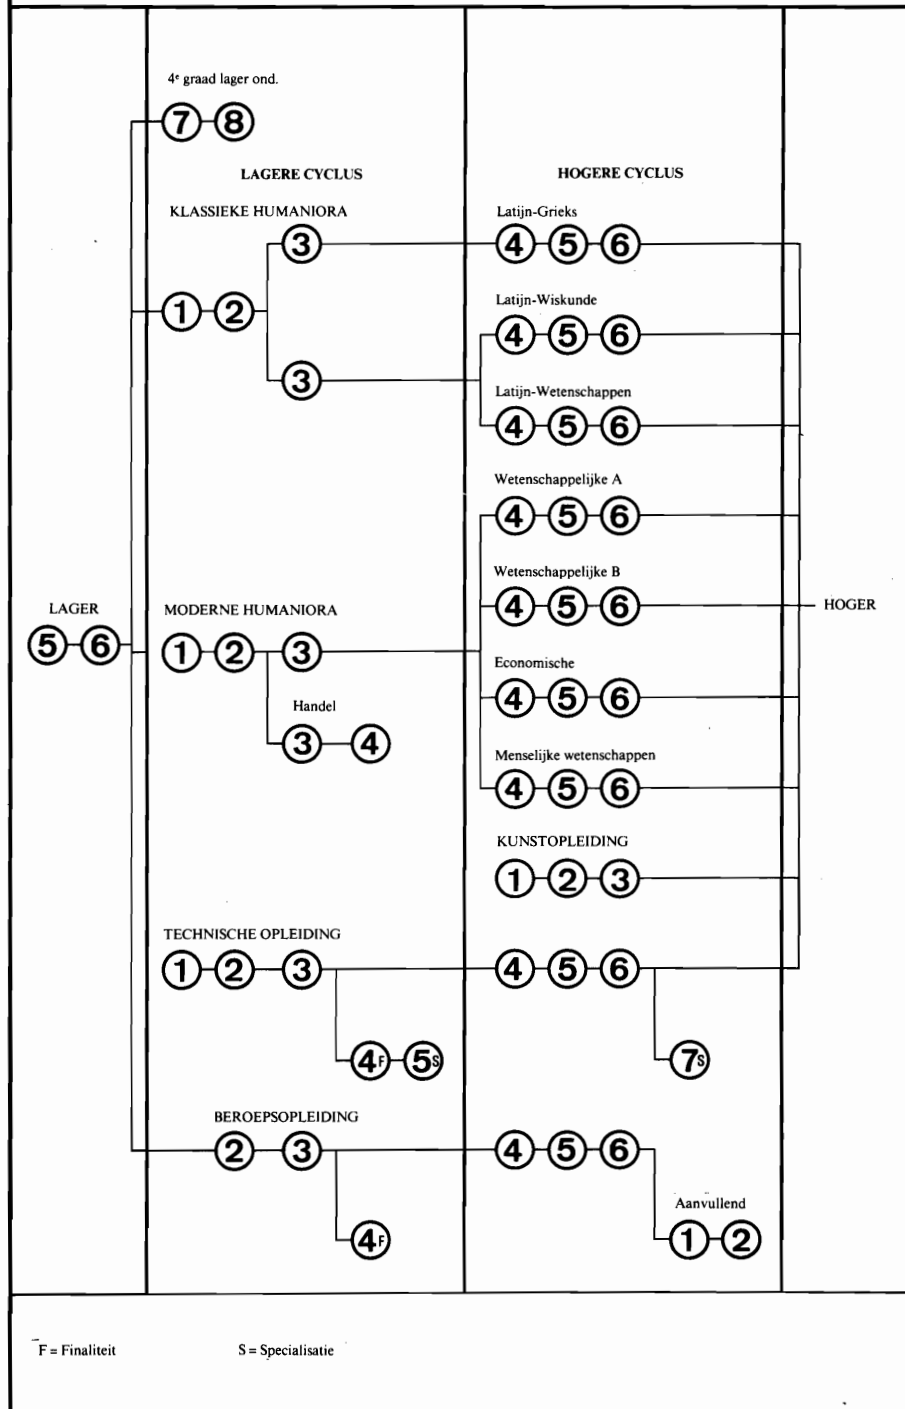 4e graad lager ond.
7 8
LAGERE CYCLUS
HOGERE CYCLUS
KLASSIEKE HUMANIORA
1 2
3
3
Latijn-Grieks
4 5 6
Latijn-Wiskunde
4 5 6
Latijn-Wetenschappen
4 5 6
Wetenschappelijke A
4 5 6
Wetenschappelijke B
4 5 6
HOGER
LAGER
5 6
MODERNE HUMANIORA
1 2 3
Handel
3 4
Economische
4 5 6
Menselijke wetenschappen
4 5 6
KUNSTOPLEIDING
1 2 3
TECHNISCHE OPLEIDING
1 2 3
4 5 6
4F 5S
7S
BEROEPSOPLEIDING
2 3
4 5 6
4F
Aanvullend
1 2
F = Finaliteit
S = Specialisatie